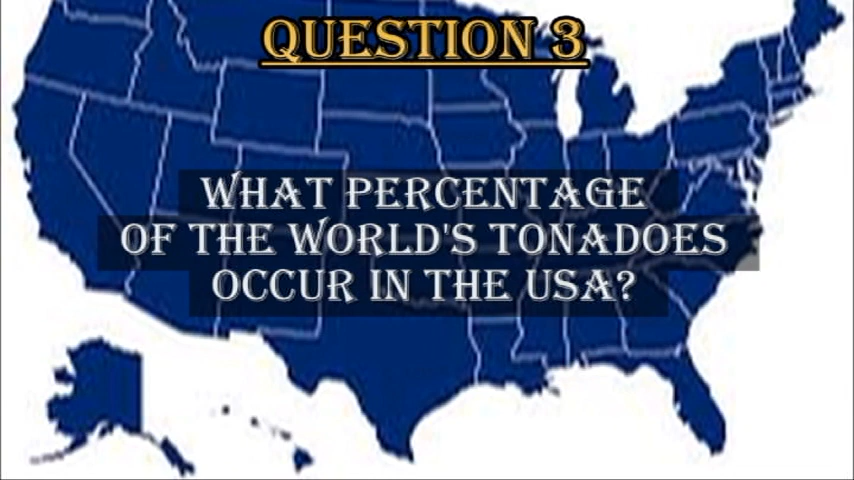 QUESTION 3
WHAT PERCENTAGE
OF THE WORLD'S TONADOES
OCCUR IN THE USA?